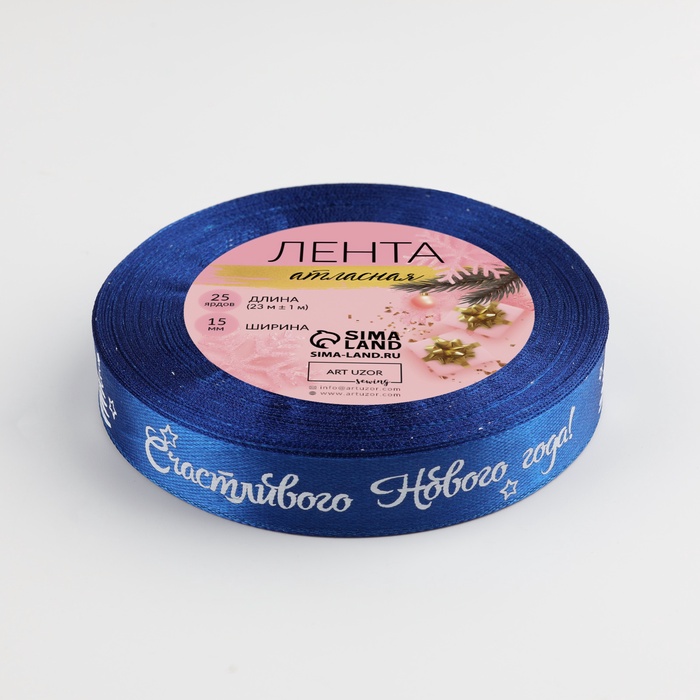 ЛЕНТА
атласная
25 ярдов ДЛИНА (23 м ± 1 м)
15 мм ШИРИНА
SIMA LAND
SIMA-LAND.RU
ART UZOR
sewing
info@artuzor.com
www.artuzor.com
Счастливого Нового года!